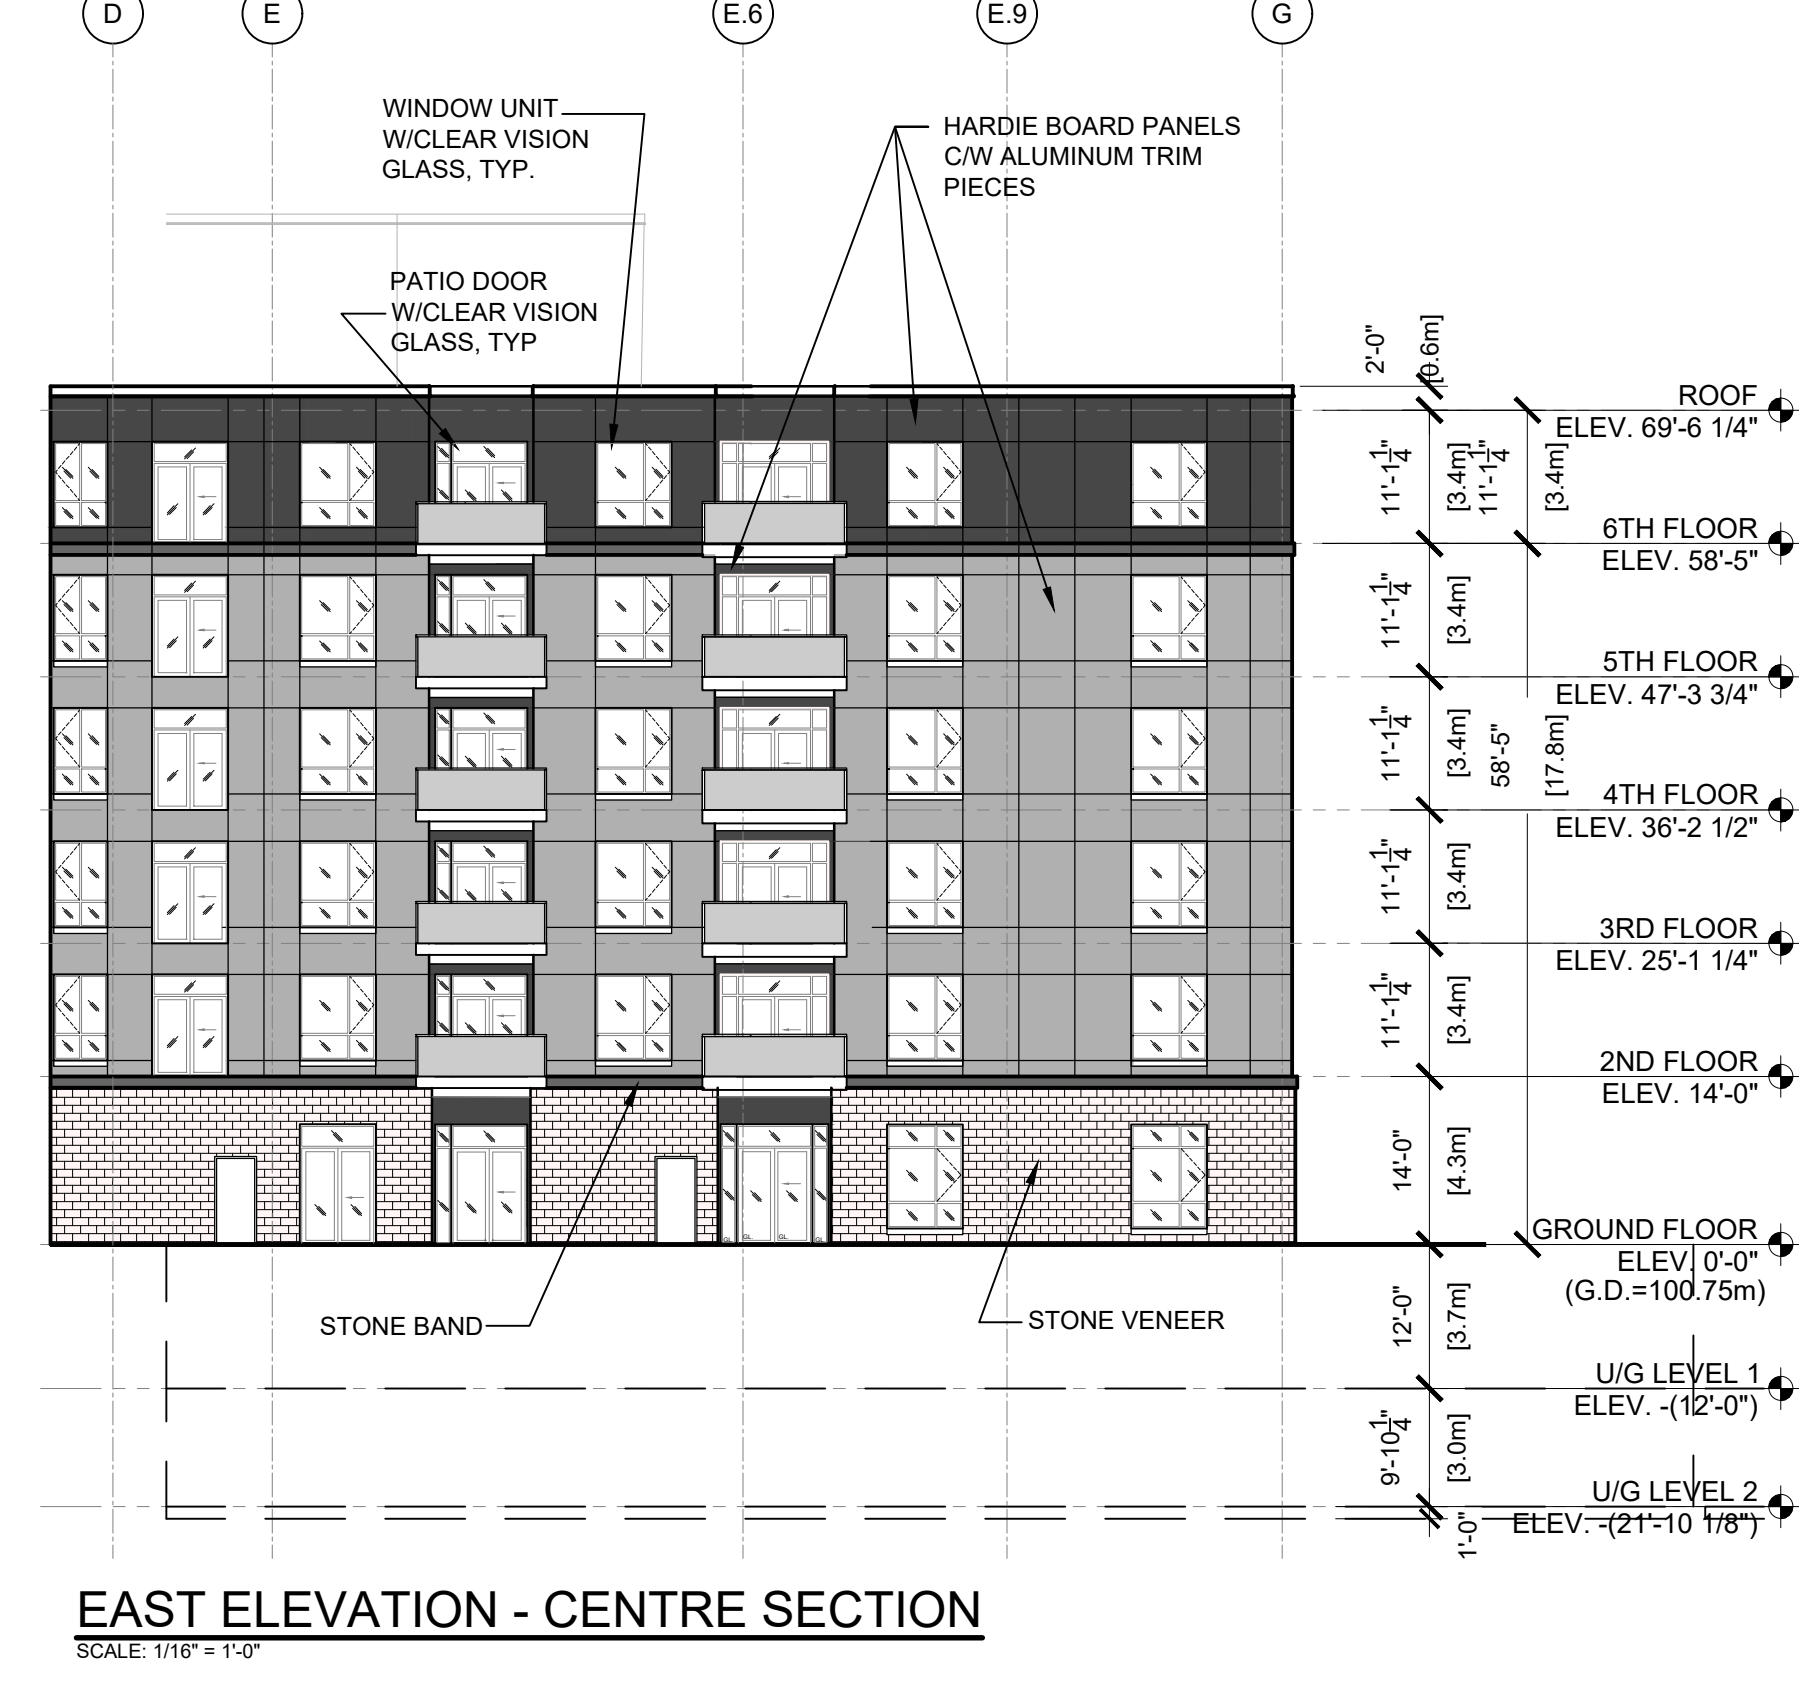 D
E
E.6
E.9
G
WINDOW UNIT
W/CLEAR VISION
GLASS, TYP.
HARDIE BOARD PANELS
C/W ALUMINUM TRIM
PIECES
PATIO DOOR
W/CLEAR VISION
GLASS, TYP
2'-0"
[0.6m]
ROOF
ELEV. 69'-6 1/4"
11'-1 1/4"
[3.4m]
11'-1 1/4"
[3.4m]
6TH FLOOR
ELEV. 58'-5"
11'-1 1/4"
[3.4m]
5TH FLOOR
ELEV. 47'-3 3/4"
11'-1 1/4"
[3.4m]
58'-5"
[17.8m]
4TH FLOOR
ELEV. 36'-2 1/2"
11'-1 1/4"
[3.4m]
3RD FLOOR
ELEV. 25'-1 1/4"
11'-1 1/4"
[3.4m]
2ND FLOOR
ELEV. 14'-0"
14'-0"
[4.3m]
GL.
GL.
GL.
GL.
GROUND FLOOR
ELEV. 0'-0"
(G.D.=100.75m)
STONE BAND
STONE VENEER
12'-0"
[3.7m]
U/G LEVEL 1
ELEV. -(12'-0")
9'-10 1/4"
[3.0m]
U/G LEVEL 2
ELEV. -(21'-10 1/8")
1'-0"
EAST ELEVATION - CENTRE SECTION
SCALE: 1/16" = 1'-0"